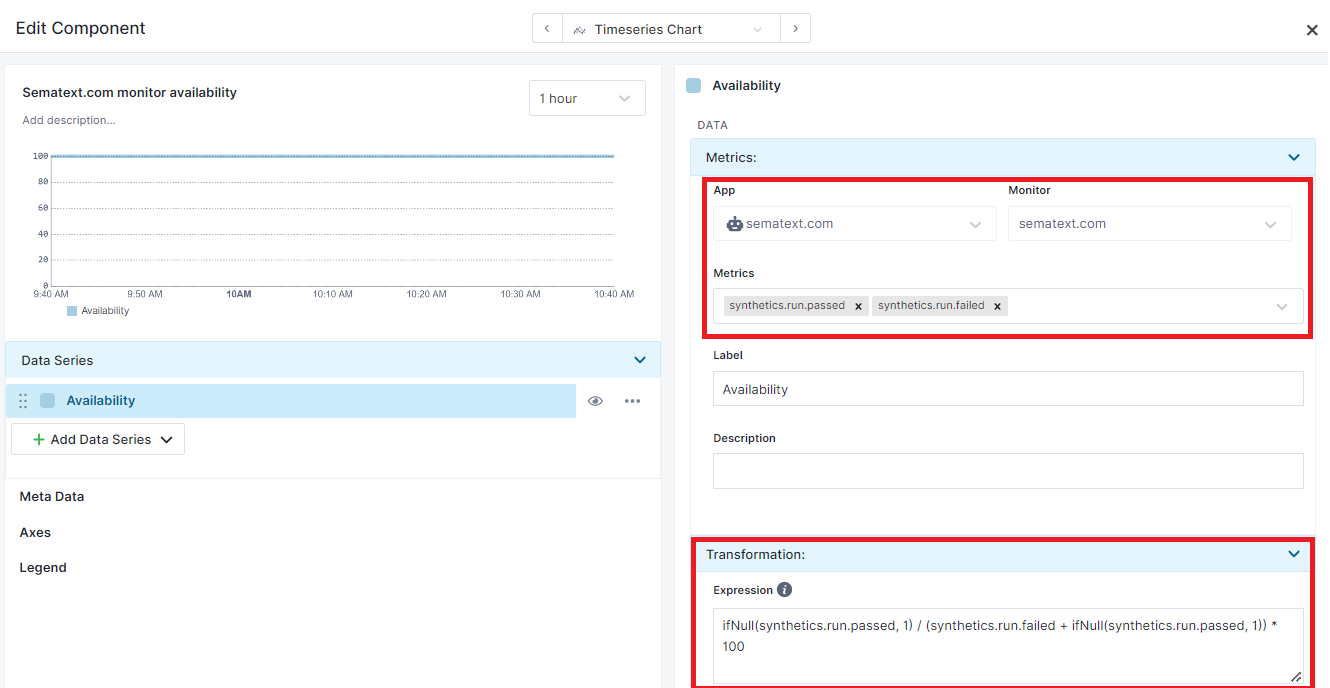 Edit Component
Timeseries Chart
Sematext.com monitor availability
1 hour
Add description...
100
80
60
40
20
0
9:40 AM 9:50 AM 10AM 10:10 AM 10:20 AM 10:30 AM 10:40 AM
Availability
Data Series
Availability
Add Data Series
Meta Data
Axes
Legend
Availability
DATA
Metrics:
App Monitor
sematext.com sematext.com
Metrics
synthetics.run.passed x synthetics.run.failed x
Label
Availability
Description
Transformation:
Expression i
ifNull(synthetics.run.passed, 1) / (synthetics.run.failed + ifNull(synthetics.run.passed, 1)) *
100